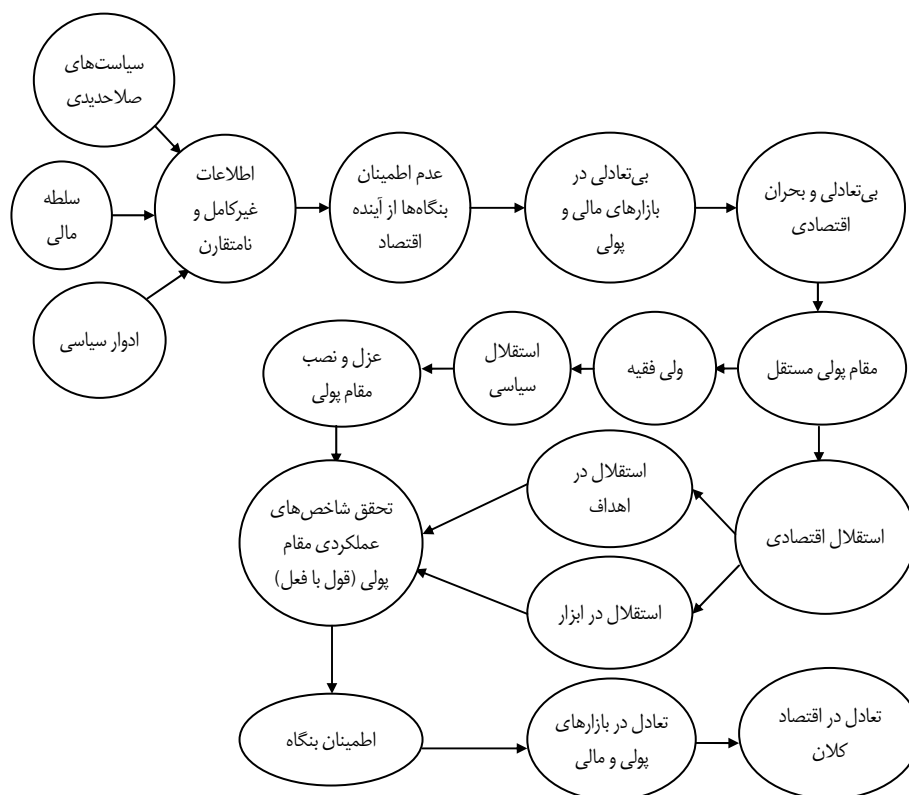 سیاست‌های
صلاحدیدی
سلطه
مالی
ادوار سیاسی
اطلاعات
غیرکامل و
نامتقارن
عدم اطمینان
بنگاه‌ها از آینده
اقتصاد
بی‌تعادلی در
بازارهای مالی و
پولی
بی‌تعادلی و بحران
اقتصادی
مقام پولی مستقل
ولی فقیه
استقلال
سیاسی
عزل و نصب
مقام پولی
استقلال اقتصادی
استقلال در
اهداف
استقلال در ابزار
تحقق شاخص‌های
عملکردی مقام
پولی (قول با فعل)
اطمینان بنگاه
تعادل در بازارهای
پولی و مالی
تعادل در اقتصاد
کلان